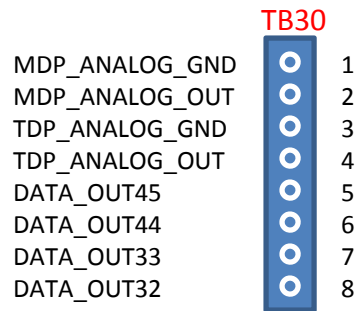 TB30
MDP_ANALOG_GND 1
MDP_ANALOG_OUT 2
TDP_ANALOG_GND 3
TDP_ANALOG_OUT 4
DATA_OUT45 5
DATA_OUT44 6
DATA_OUT33 7
DATA_OUT32 8